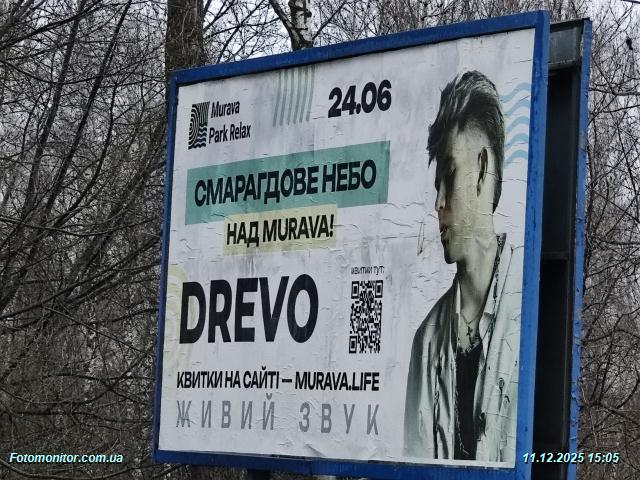 Murava
Park Relax
24.06
СМАРАГДОВЕ НЕБО
НАД MURAVA!
КВИТКИ ТУТ:
DREVO
КВИТКИ НА САЙТІ — MURAVA.LIFE
ЖИВИЙ ЗВУК
Fotomonitor.com.ua
11.12.2025 15:05